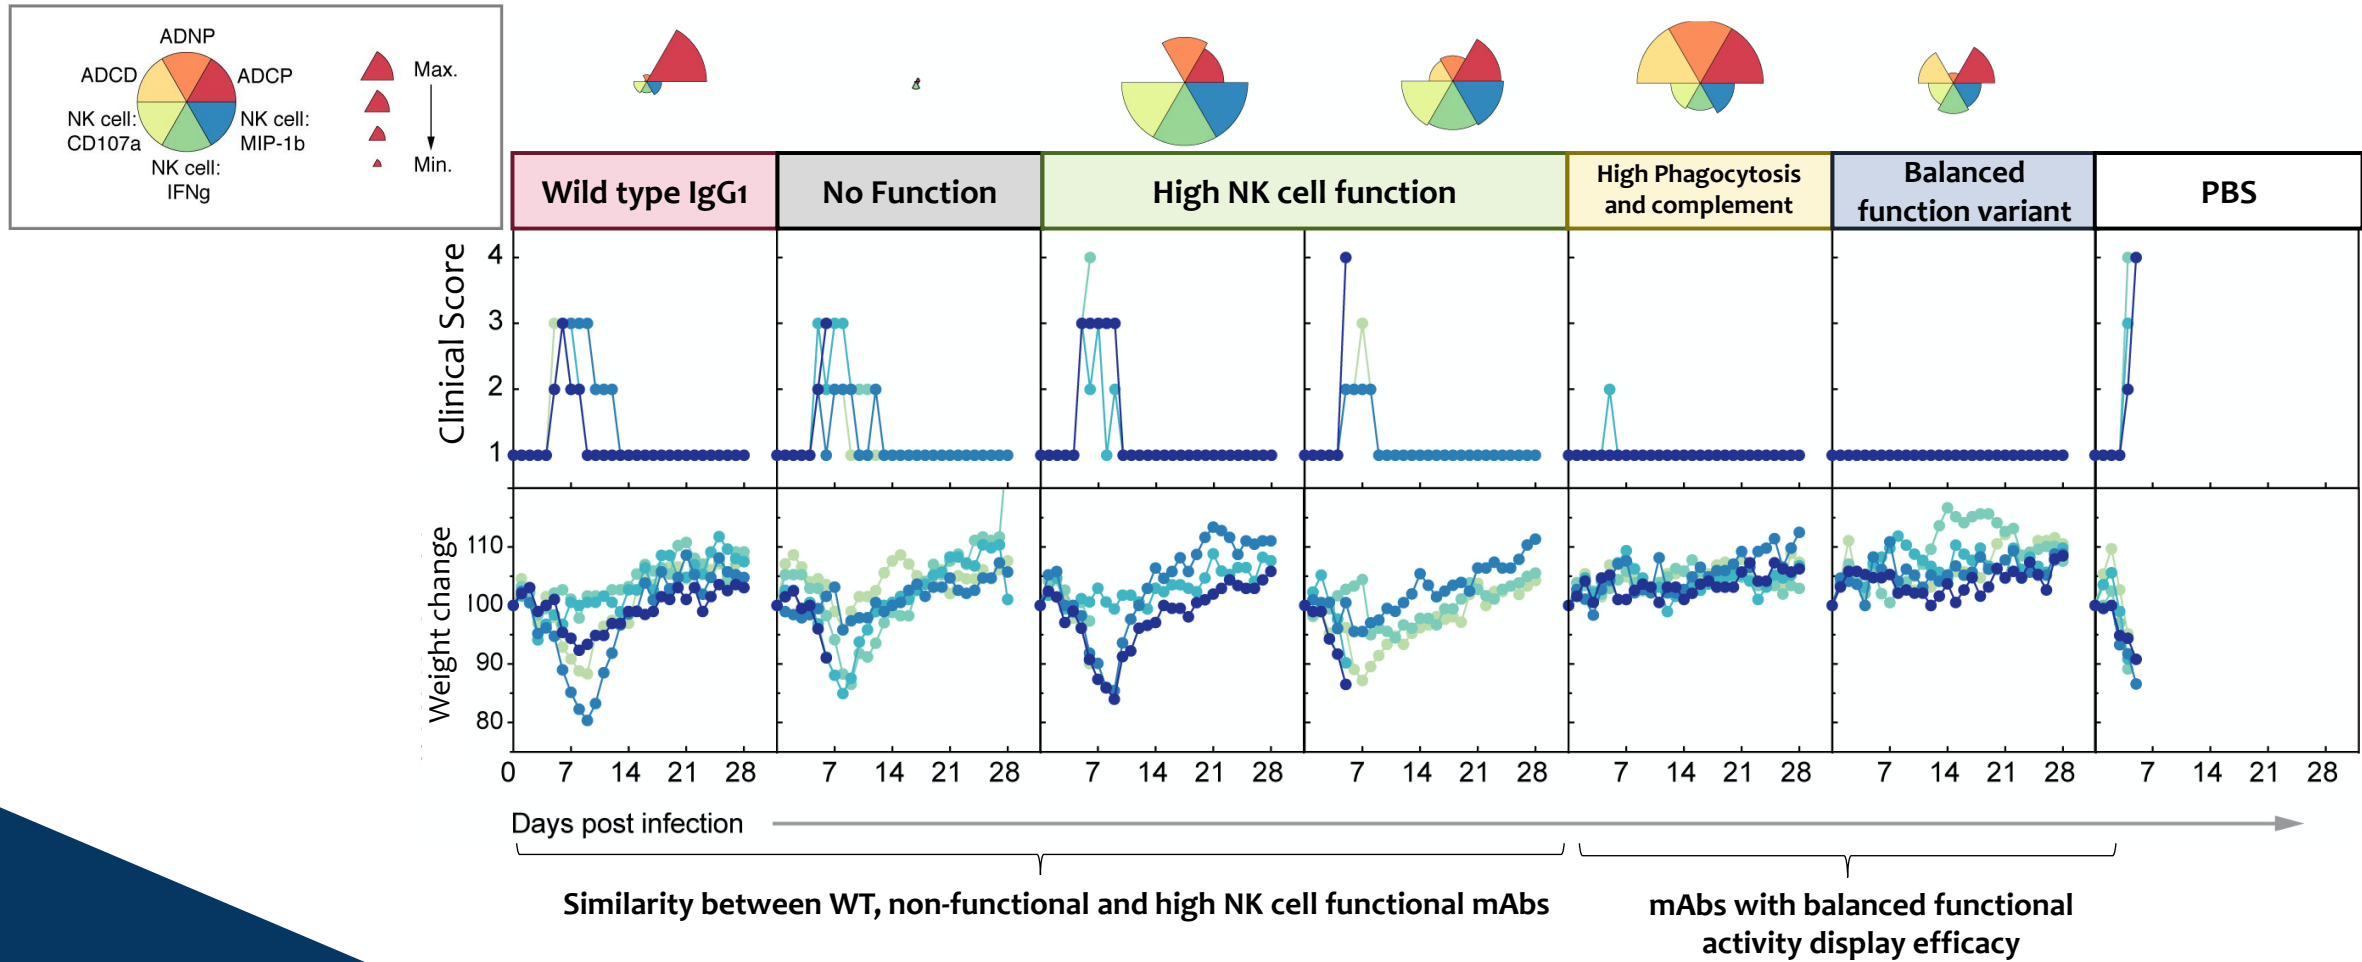 ADNP
ADCD
ADCP
NK cell:
CD107a
NK cell:
MIP-1b
NK cell:
IFNg
Max.
Min.
Wild type IgG1
No Function
High NK cell function
High Phagocytosis
and complement
Balanced
function variant
PBS
Clinical Score
4
3
2
1
Weight change
110
100
90
80
0 7 14 21 28 7 14 21 28 7 14 21 28 7 14 21 28 7 14 21 28 7 14 21 28 7 14 21 28
Days post infection
Similarity between WT, non-functional and high NK cell functional mAbs
mAbs with balanced functional
activity display efficacy